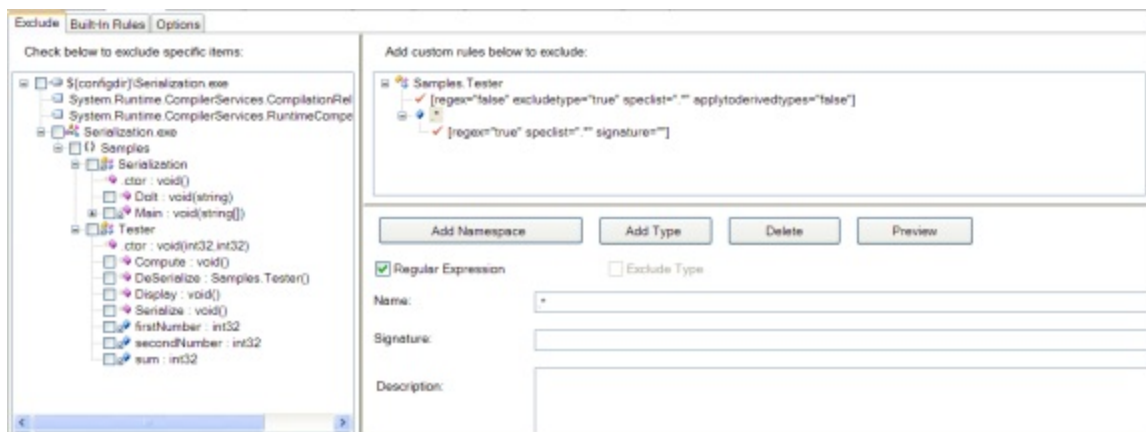 Exclude
Built-In Rules
Options
Check below to exclude specific items:
$[configdir]\Serialization.exe
System.Runtime.CompilerServices.CompilationRel
System.Runtime.CompilerServices.RuntimeCompe
Serialization.exe
{} Samples
Serialization
.ctor : void()
DoIt : void(string)
Main : void(string[])
Tester
.ctor : void(int32,int32)
Compute : void()
DeSerialize : Samples.Tester()
Display : void()
Serialize : void()
firstNumber : int32
secondNumber : int32
sum : int32
Add custom rules below to exclude:
Samples.Tester
[regex="false" excludetype="true" speclist=".*" applytoderivedtypes="false"]
.*
[regex="true" speclist=".*" signature=""]
Add Namespace
Add Type
Delete
Preview
Regular Expression
Exclude Type
Name:
.*
Signature:
Description: